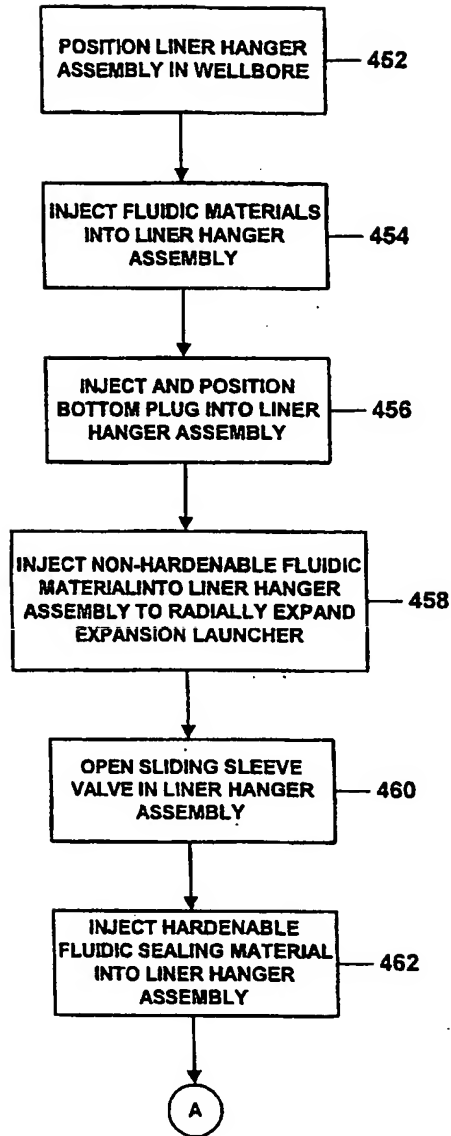 POSITION LINER HANGER
ASSEMBLY IN WELLBORE
452
INJECT FLUIDIC MATERIALS
INTO LINER HANGER
ASSEMBLY
454
INJECT AND POSITION
BOTTOM PLUG INTO LINER
HANGER ASSEMBLY
456
INJECT NON-HARDENABLE FLUIDIC
MATERIALINTO LINER HANGER
ASSEMBLY TO RADIALLY EXPAND
EXPANSION LAUNCHER
458
OPEN SLIDING SLEEVE
VALVE IN LINER HANGER
ASSEMBLY
460
INJECT HARDENABLE
FLUIDIC SEALING MATERIAL
INTO LINER HANGER
ASSEMBLY
462
A